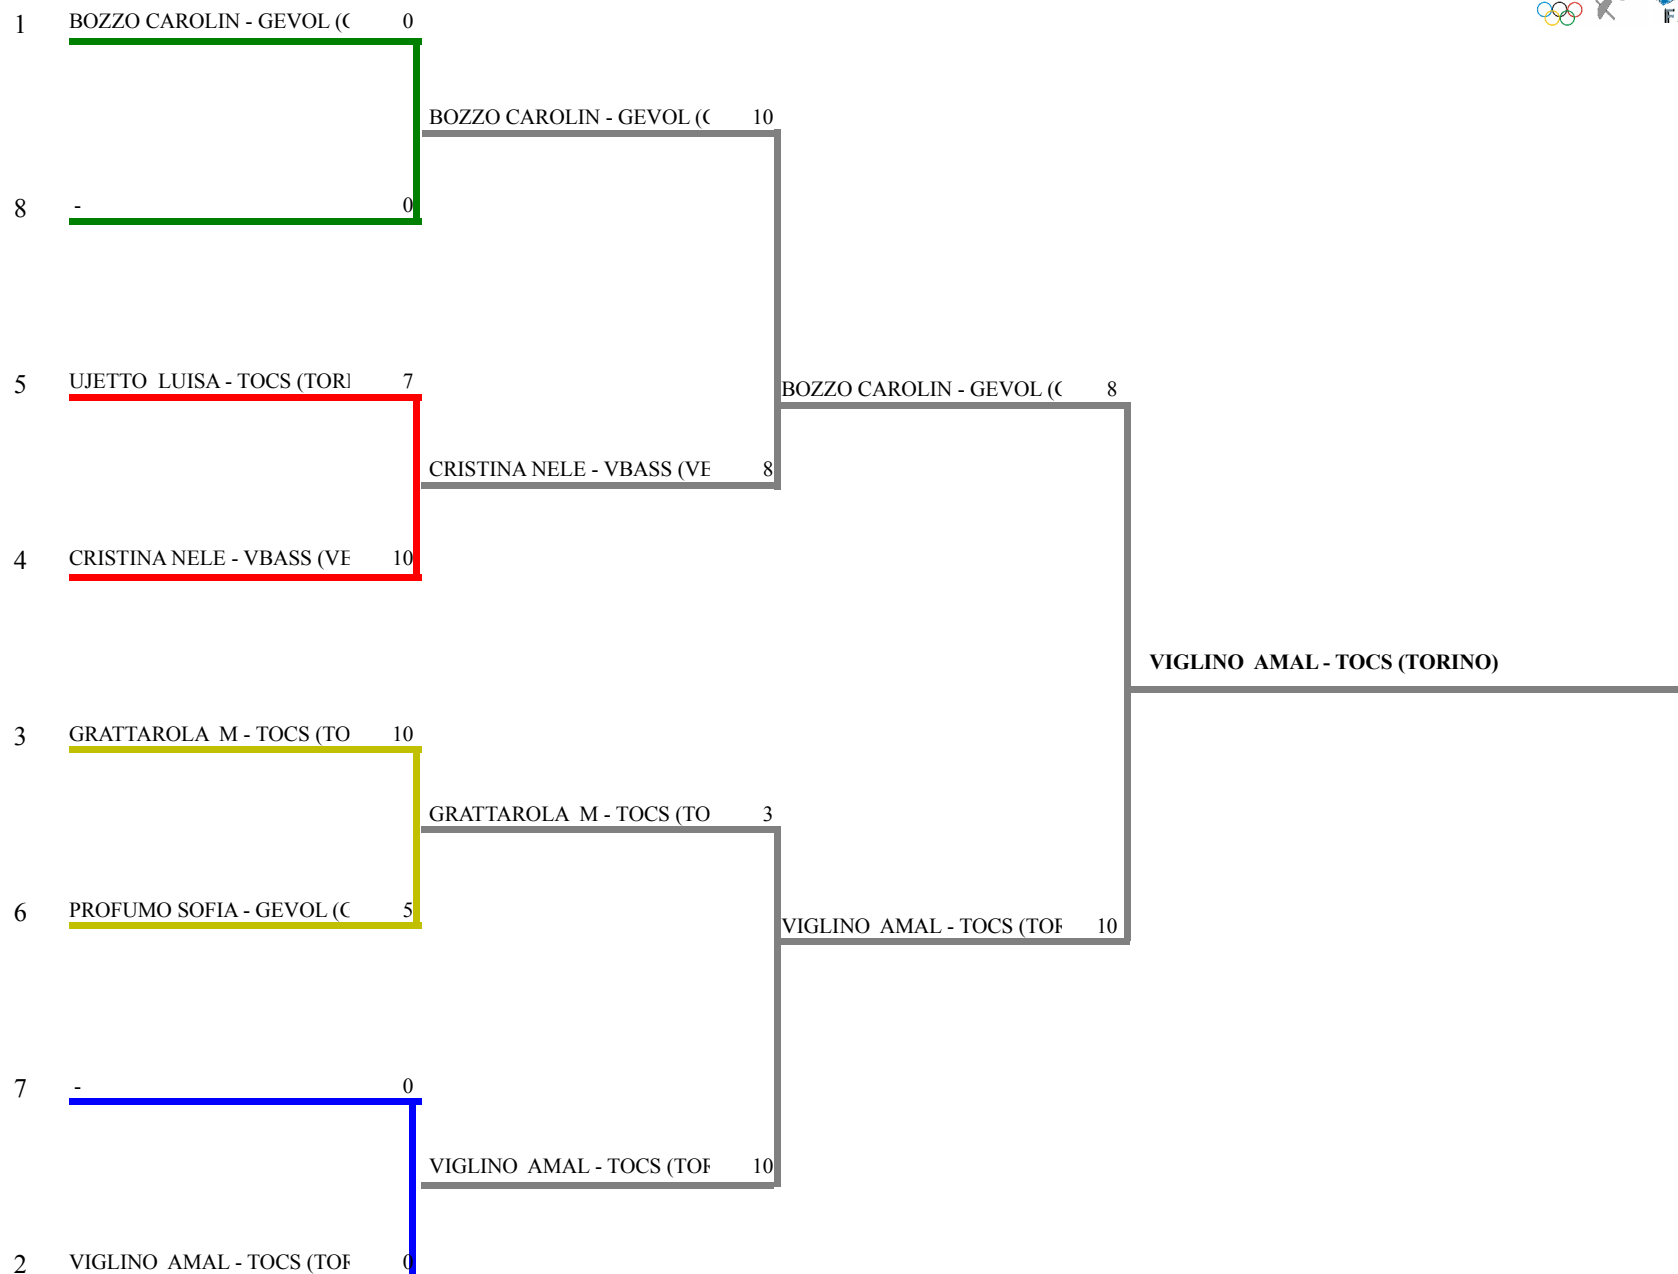 1 BOZZO CAROLIN - GEVOL (( 0
BOZZO CAROLIN - GEVOL (( 10
8 - 0
5 UJETTO LUISA - TOCS (TORI 7
BOZZO CAROLIN - GEVOL (( 8
CRISTINA NELE - VBASS (VE 8
4 CRISTINA NELE - VBASS (VE 10
VIGLINO AMAL - TOCS (TORINO)
3 GRATTAROLA M - TOCS (TO 10
GRATTAROLA M - TOCS (TO 3
6 PROFUMO SOFIA - GEVOL (C 5
VIGLINO AMAL - TOCS (TOR 10
7 - 0
VIGLINO AMAL - TOCS (TOR 10
2 VIGLINO AMAL - TOCS (TOR 0